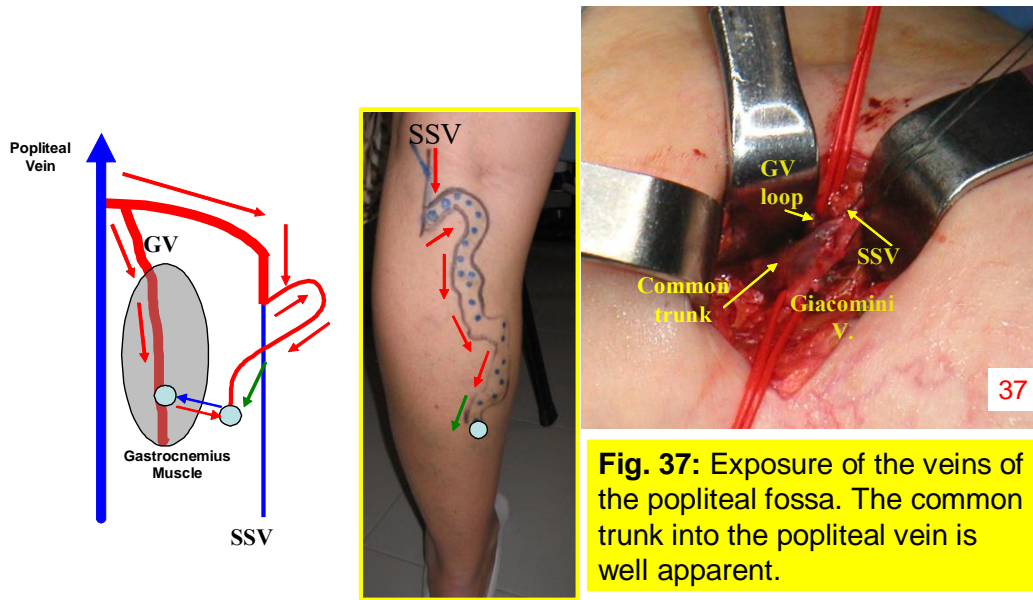 Popliteal
Vein
GV
Gastrocnemius
Muscle
SSV
SSV
GV
loop
SSV
Common
trunk
Giacomini
V.
37
Fig. 37: Exposure of the veins of
the popliteal fossa. The common
trunk into the popliteal vein is
well apparent.